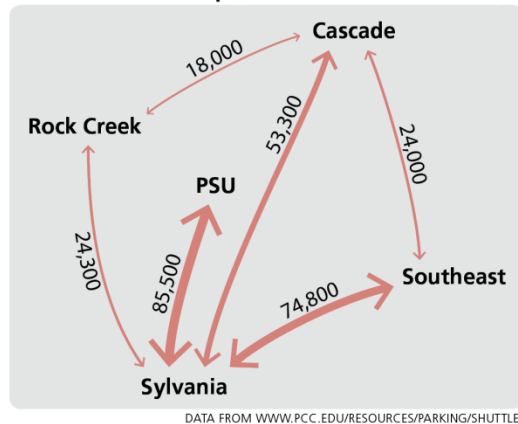 Cascade
18,000
Rock Creek
53,300
24,000
PSU
24,300
85,500
Southeast
74,800
Sylvania
DATA FROM WWW.PCC.EDU/RESOURCES/PARKING/SHUTTLE